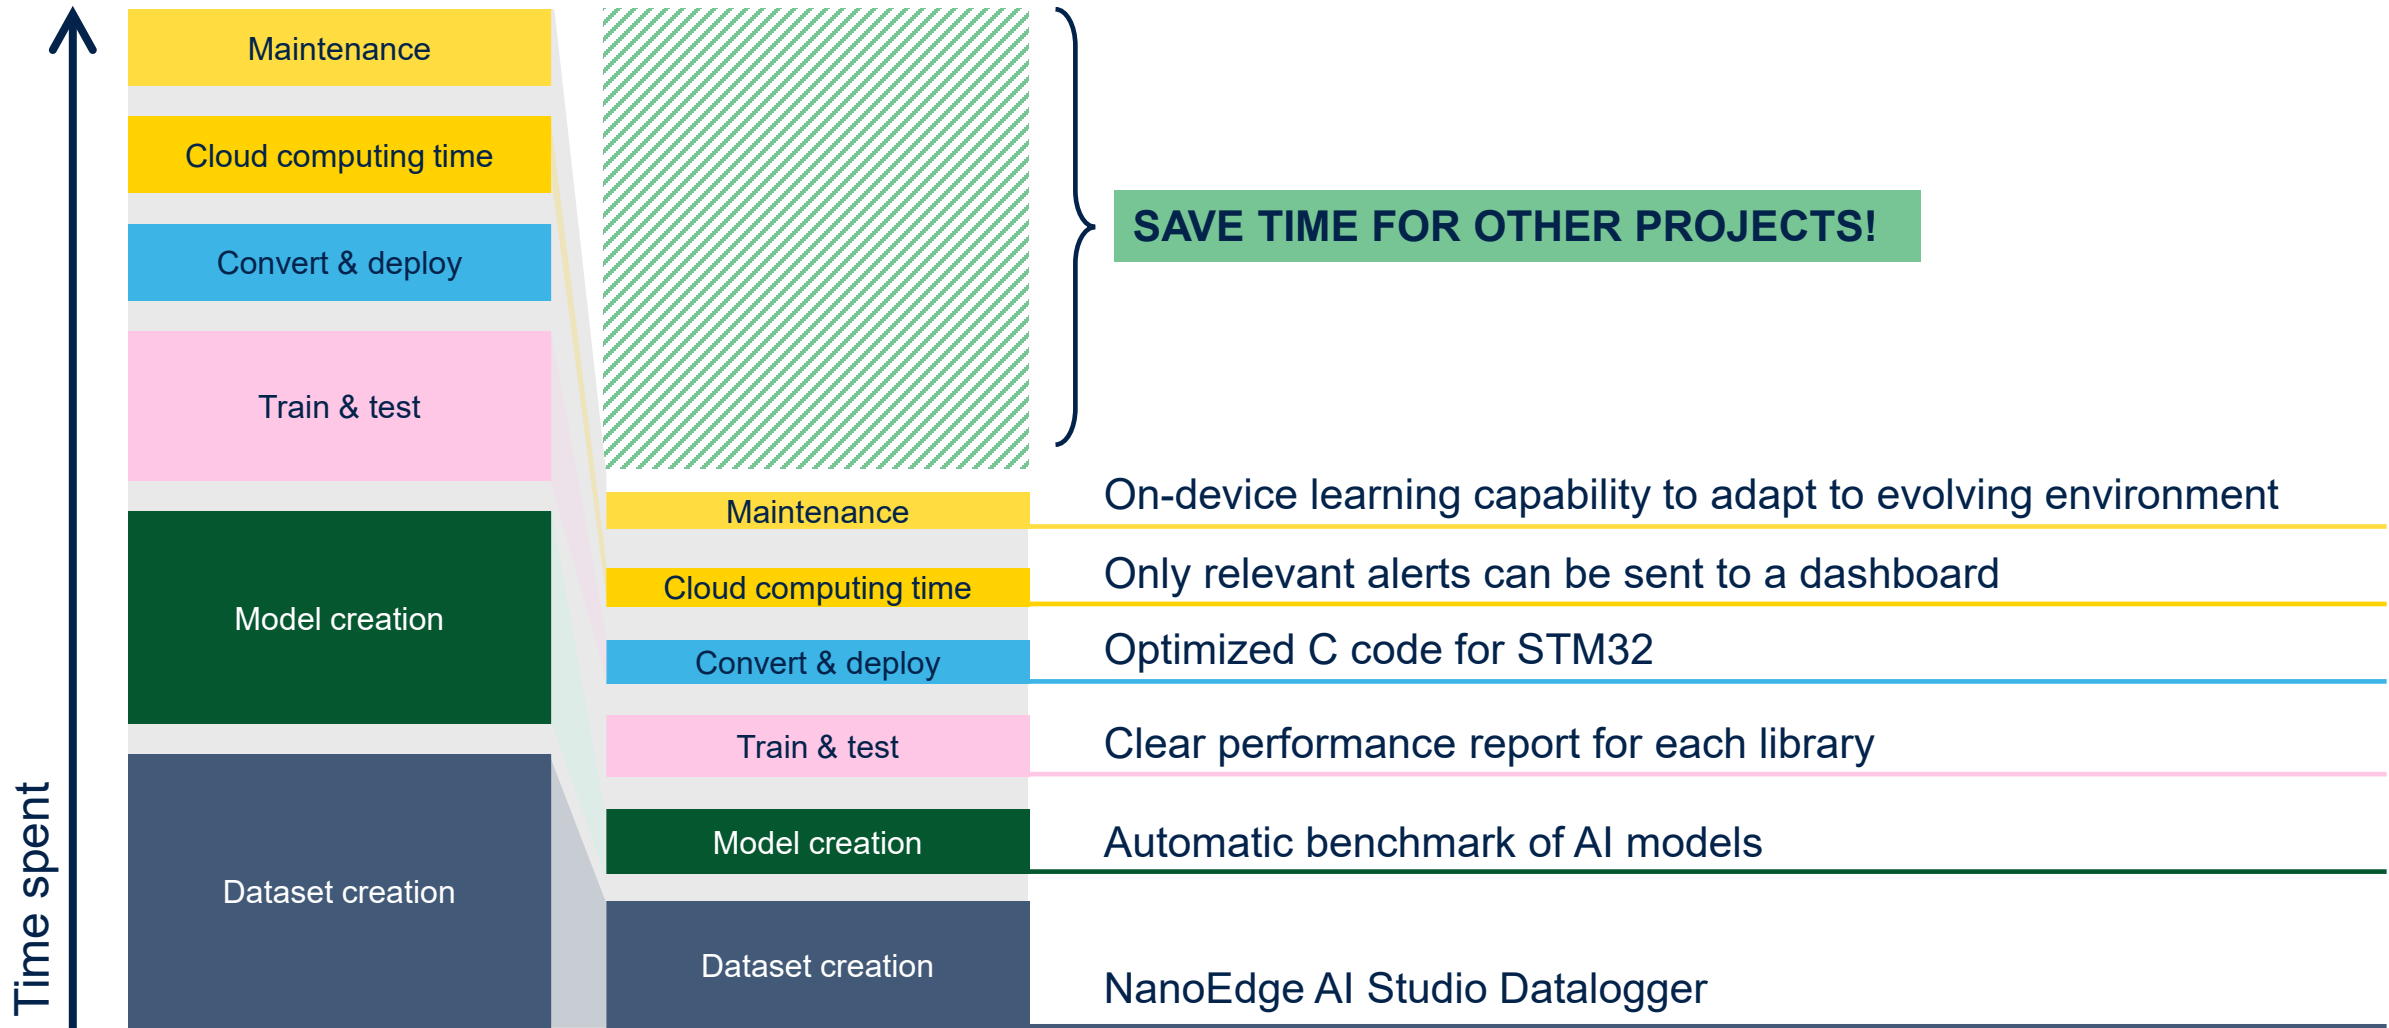 Time spent
Maintenance
Cloud computing time
Convert & deploy
Train & test
Model creation
Dataset creation
SAVE TIME FOR OTHER PROJECTS!
Maintenance
On-device learning capability to adapt to evolving environment
Cloud computing time
Only relevant alerts can be sent to a dashboard
Convert & deploy
Optimized C code for STM32
Train & test
Clear performance report for each library
Model creation
Automatic benchmark of AI models
Dataset creation
NanoEdge AI Studio Datalogger